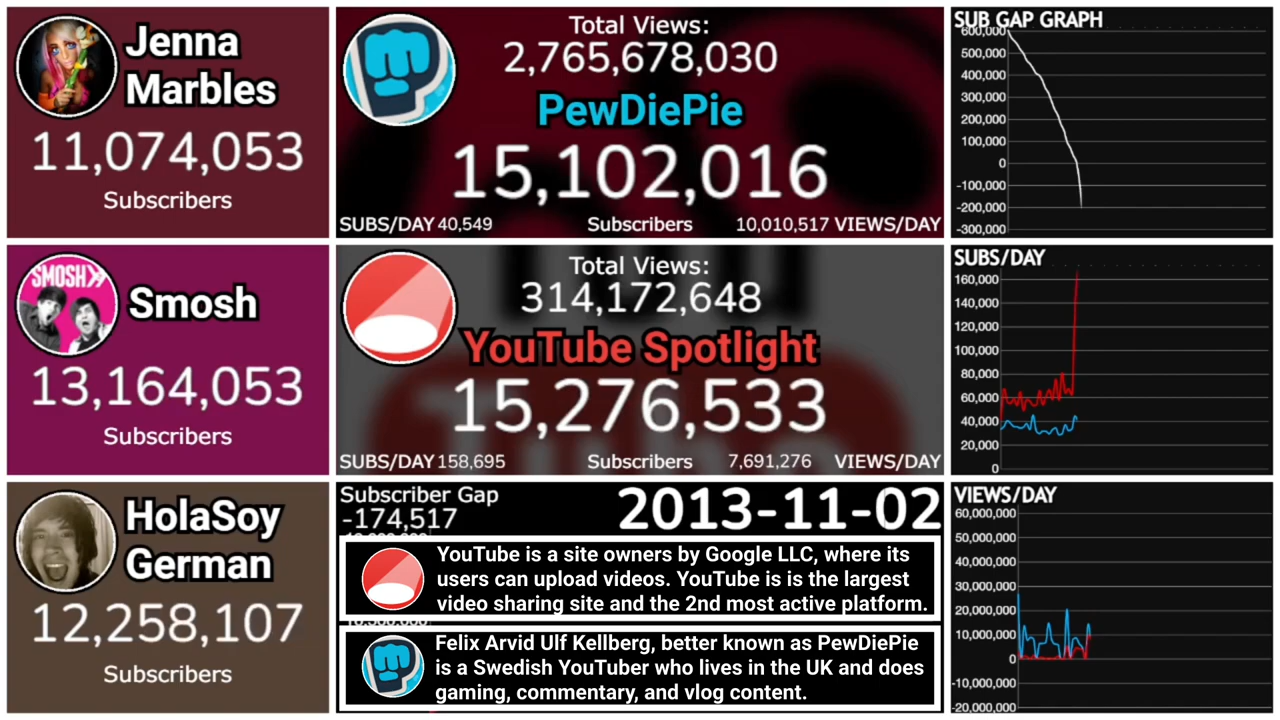 Jenna
Marbles
11,074,053
Subscribers
SMOSH
Smosh
13,164,053
Subscribers
HolaSoy
German
12,258,107
Subscribers
Total Views:
2,765,678,030
PewDiePie
15,102,016
SUBS/DAY 40,549 Subscribers 10,010,517 VIEWS/DAY
Total Views:
314,172,648
YouTube Spotlight
15,276,533
SUBS/DAY 158,695 Subscribers 7,691,276 VIEWS/DAY
Subscriber Gap
-174,517
2013-11-02
YouTube is a site owners by Google LLC, where its
users can upload videos. YouTube is is the largest
video sharing site and the 2nd most active platform.
Felix Arvid Ulf Kellberg, better known as PewDiePie
is a Swedish YouTuber who lives in the UK and does
gaming, commentary, and vlog content.
SUB GAP GRAPH
600,000
400,000
300,000
200,000
100,000
0
-100,000
-200,000
-300,000
SUBS/DAY
160,000
140,000
120,000
100,000
80,000
60,000
40,000
20,000
0
VIEWS/DAY
60,000,000
50,000,000
40,000,000
30,000,000
20,000,000
10,000,000
0
-10,000,000
-20,000,000